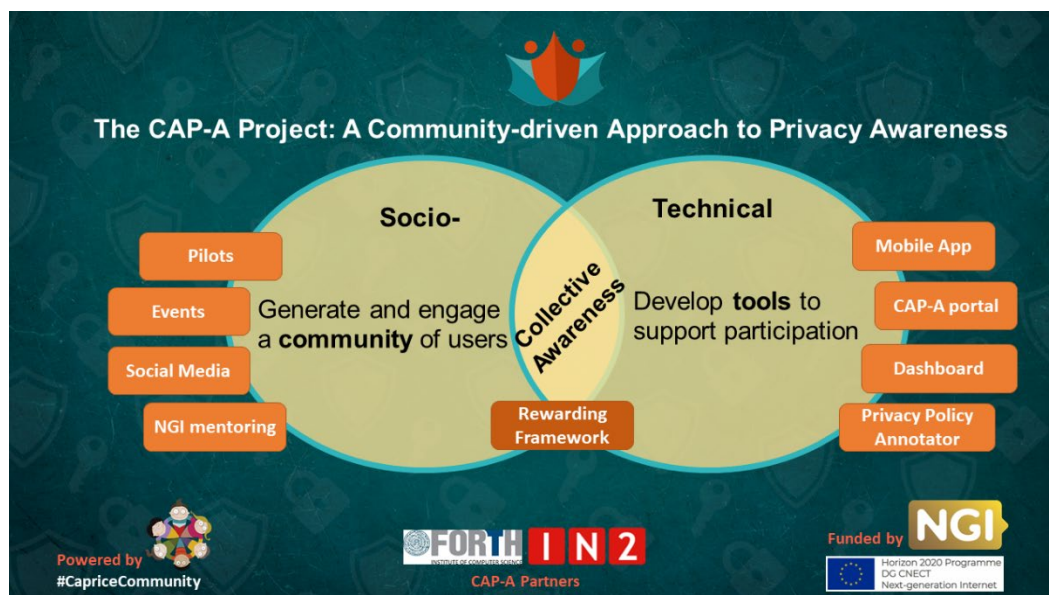 The CAP-A Project: A Community-driven Approach to Privacy Awareness
Socio-
Technical
Pilots
Events
Social Media
NGI mentoring
Generate and engage
a community of users
Collective
Awareness
Develop tools to
support participation
Mobile App
CAP-A portal
Dashboard
Privacy Policy
Annotator
Rewarding
Framework
Powered by
#CapriceCommunity
FORTH
INSTITUTE OF COMPUTER SCIENCE
IN2
CAP-A Partners
Funded by
NGI
Horizon 2020 Programme
DG CNECT
Next-generation Internet